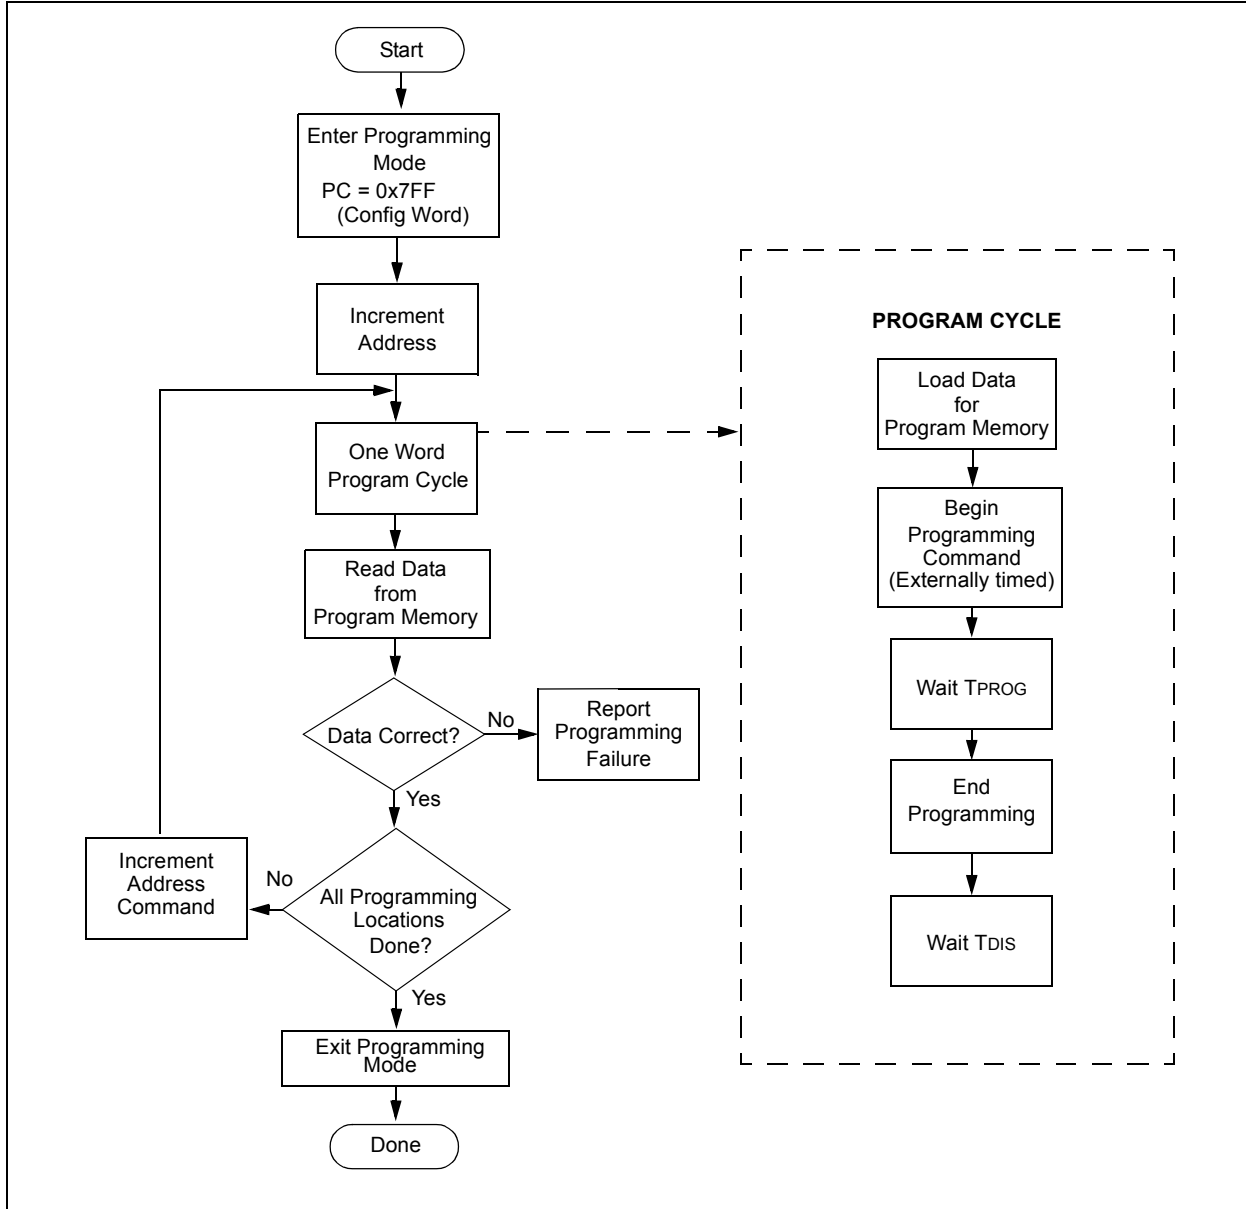 Start
Enter Programming
Mode
PC = 0x7FF
(Config Word)
Increment
Address
One Word
Program Cycle
Read Data
from
Program Memory
Data Correct?
No
Report
Programming
Failure
Yes
All Programming
Locations
Done?
No
Increment
Address
Command
Yes
Exit Programming
Mode
Done
PROGRAM CYCLE
Load Data
for
Program Memory
Begin
Programming
Command
(Externally timed)
Wait TPROG
End
Programming
Wait TDIS